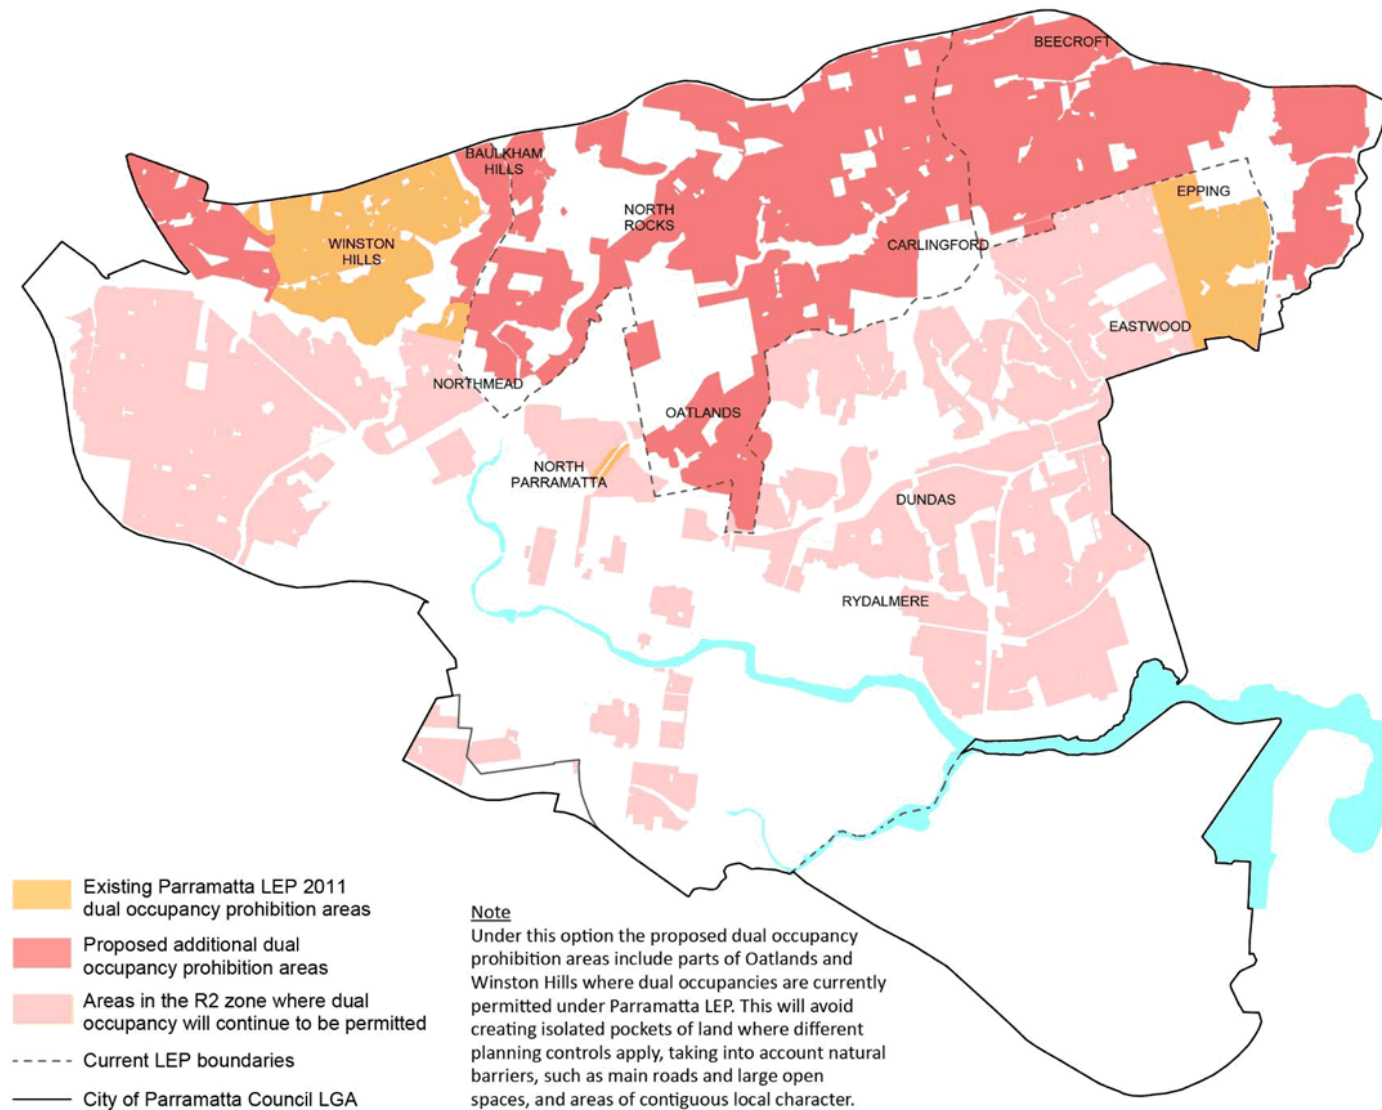 BEECROFT
BAULKHAM
HILLS
EPPING
NORTH
ROCKS
WINSTON
HILLS
CARLINGFORD
EASTWOOD
NORTHMEAD
OATLANDS
NORTH
PARRAMATTA
DUNDAS
RYDALMERE
Existing Parramatta LEP 2011
dual occupancy prohibition areas
Proposed additional dual
occupancy prohibition areas
Areas in the R2 zone where dual
occupancy will continue to be permitted
Current LEP boundaries
City of Parramatta Council LGA
Note
Under this option the proposed dual occupancy
prohibition areas include parts of Oatlands and
Winston Hills where dual occupancies are currently
permitted under Parramatta LEP. This will avoid
creating isolated pockets of land where different
planning controls apply, taking into account natural
barriers, such as main roads and large open
spaces, and areas of contiguous local character.